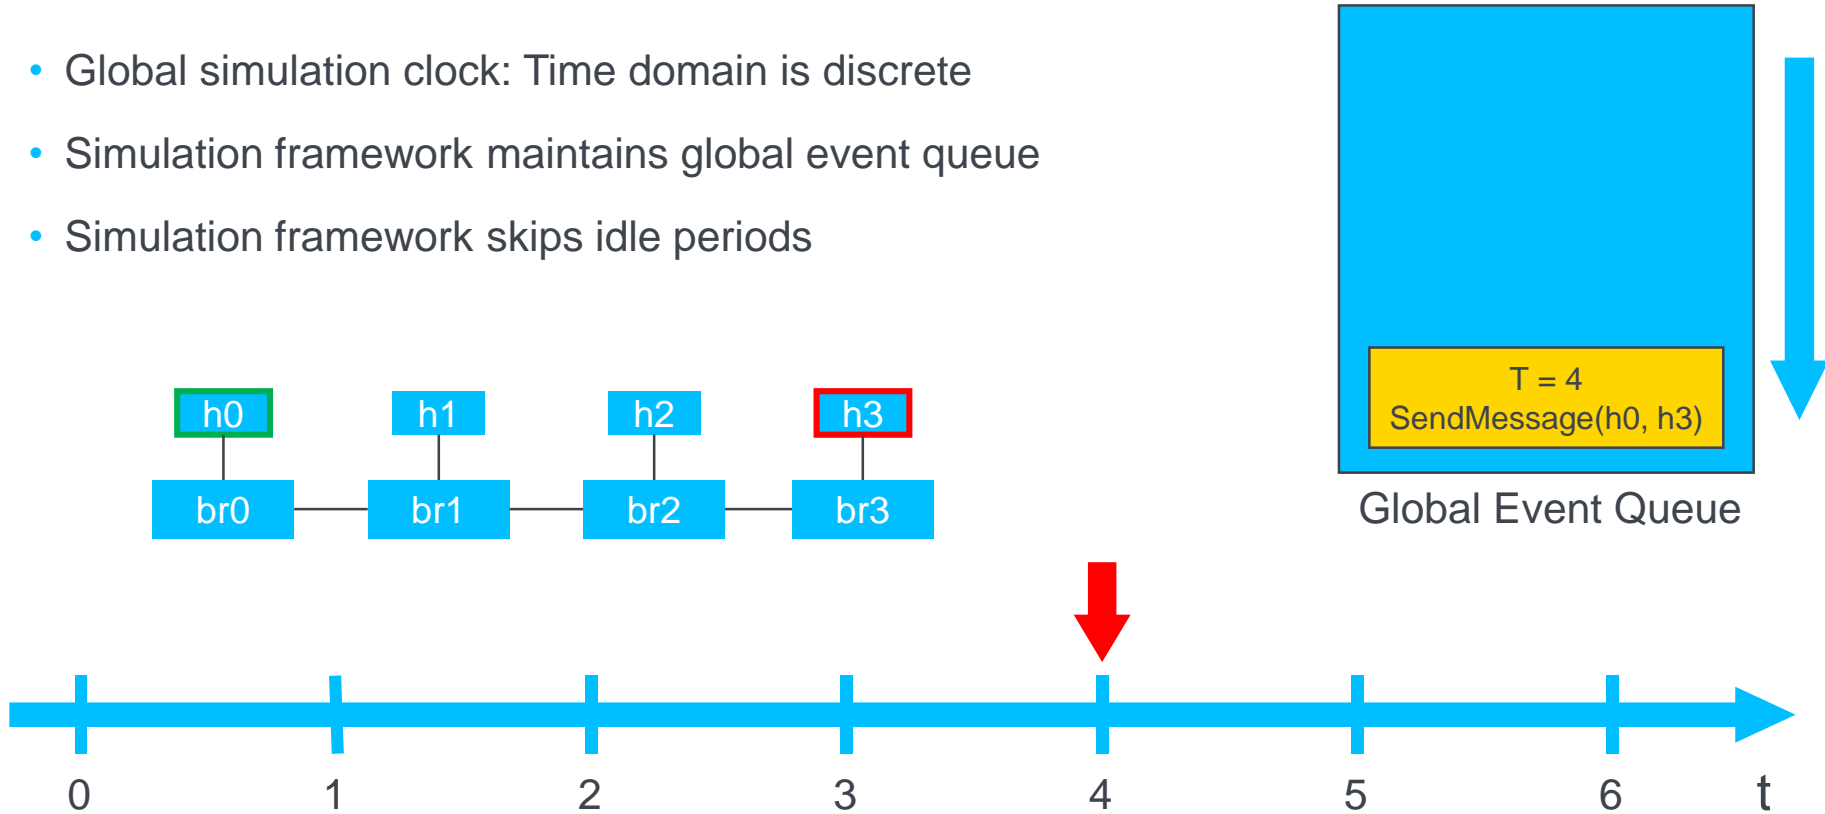 • Global simulation clock: Time domain is discrete
• Simulation framework maintains global event queue
• Simulation framework skips idle periods
T = 4
SendMessage(h0, h3)
Global Event Queue
h0 h1 h2 h3
br0 br1 br2 br3
0 1 2 3 4 5 6 t